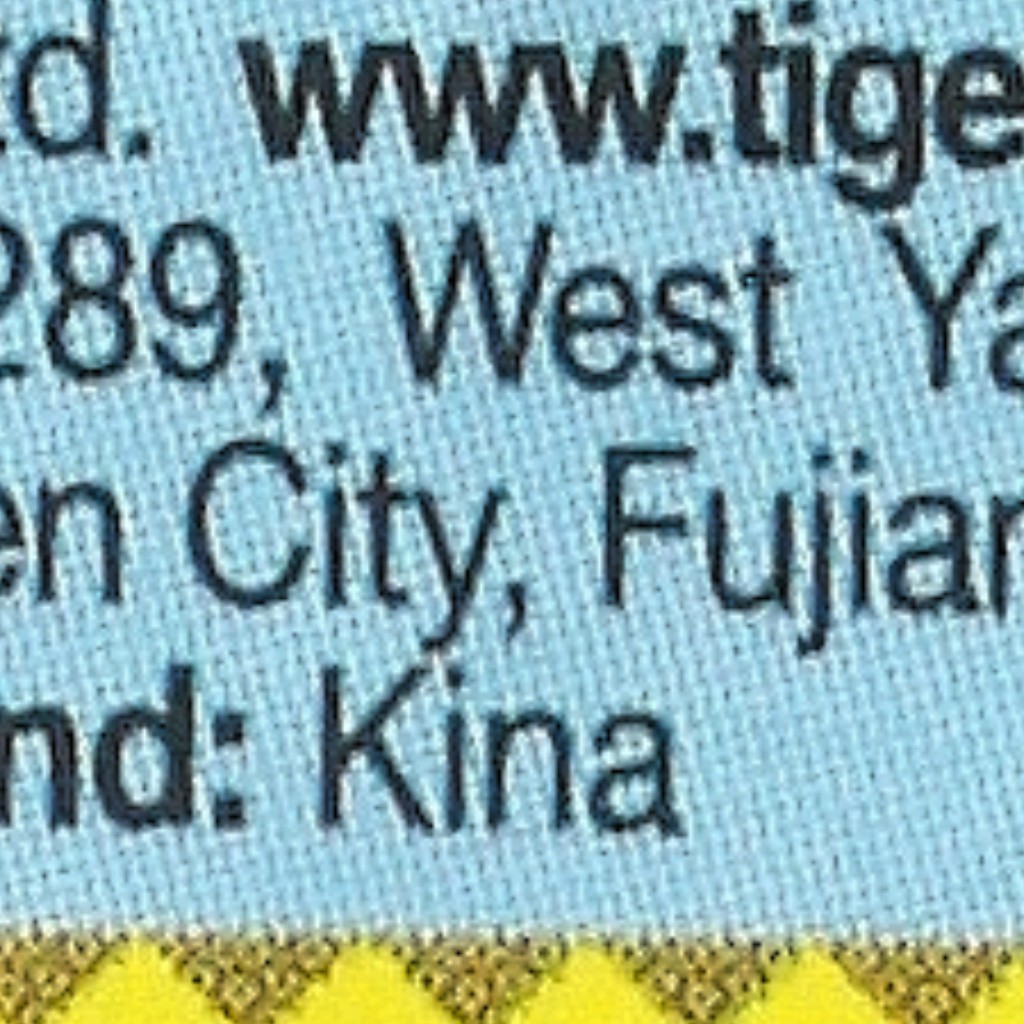 td. www.tige
289, West Ya
en City, Fujian
nd: Kina